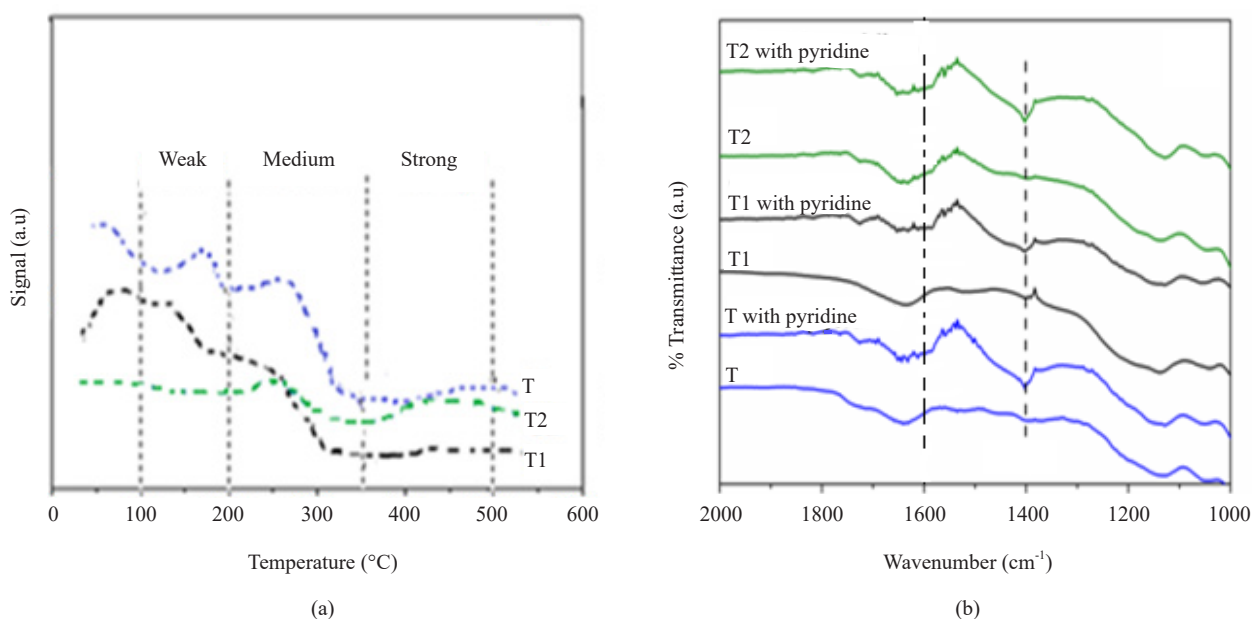 Weak Medium Strong
Signal (a.u)
T
T2
T1
0 100 200 300 400 500 600
Temperature (°C)
(a)
T2 with pyridine
T2
T1 with pyridine
T1
T with pyridine
T
% Transmittance (a.u)
2000 1800 1600 1400 1200 1000
Wavenumber (cm⁻¹)
(b)